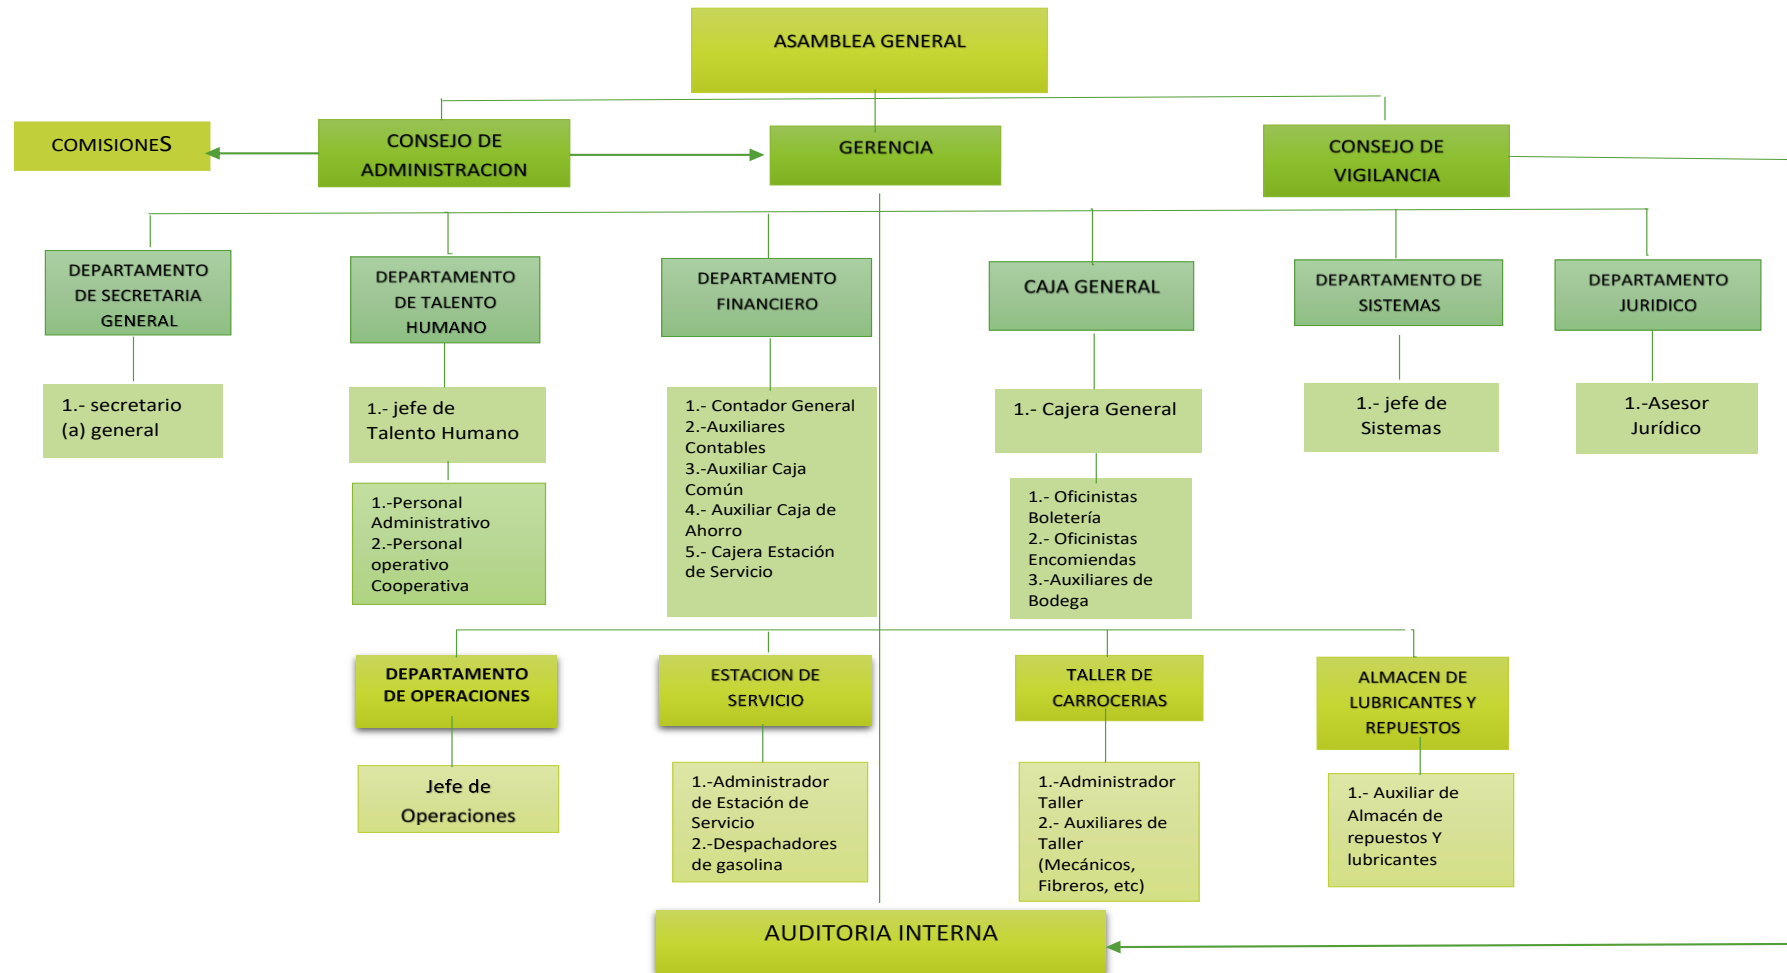 ASAMBLEA GENERAL
COMISIONES
CONSEJO DE
ADMINISTRACION
GERENCIA
CONSEJO DE
VIGILANCIA
DEPARTAMENTO
DE SECRETARIA
GENERAL
DEPARTAMENTO
DE TALENTO
HUMANO
DEPARTAMENTO
FINANCIERO
CAJA GENERAL
DEPARTAMENTO DE
SISTEMAS
DEPARTAMENTO
JURIDICO
1.- secretario
(a) general
1.- jefe de
Talento Humano
1.- Contador General
2.-Auxiliares
Contables
3.-Auxiliar Caja
Común
4.- Auxiliar Caja de
Ahorro
5.- Cajera Estación
de Servicio
1.- Cajera General
1.- jefe de
Sistemas
1.-Asesor
Jurídico
1.-Personal
Administrativo
2.-Personal
operativo
Cooperativa
1.- Oficinistas
Boletería
2.- Oficinistas
Encomiendas
3.-Auxiliares de
Bodega
DEPARTAMENTO
DE OPERACIONES
ESTACION DE
SERVICIO
TALLER DE
CARROCERIAS
ALMACEN DE
LUBRICANTES Y
REPUESTOS
Jefe de
Operaciones
1.-Administrador
de Estación de
Servicio
2.-Despachadores
de gasolina
1.-Administrador
Taller
2.- Auxiliares de
Taller
(Mecánicos,
Fibreros, etc)
1.- Auxiliar de
Almacén de
repuestos Y
lubricantes
AUDITORIA INTERNA